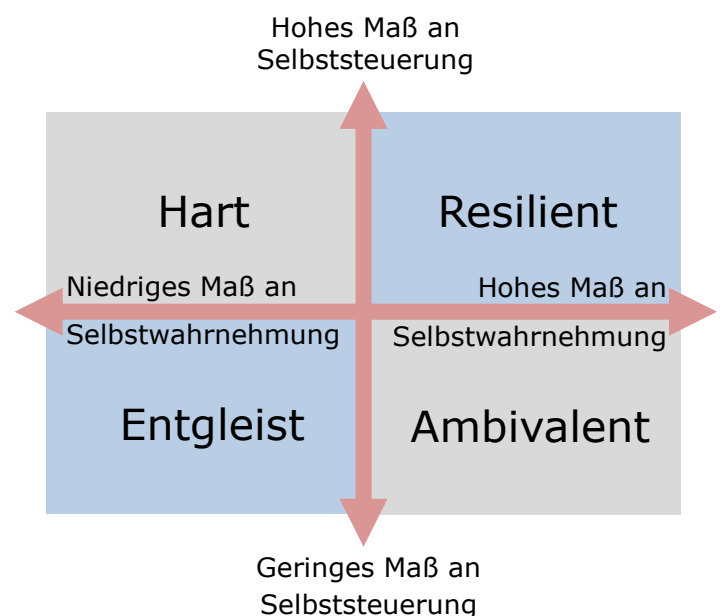 Hohes Maß an
Selbststeuerung
Hart
Resilient
Niedriges Maß an
Selbstwahrnehmung
Hohes Maß an
Selbstwahrnehmung
Entgleist
Ambivalent
Geringes Maß an
Selbststeuerung